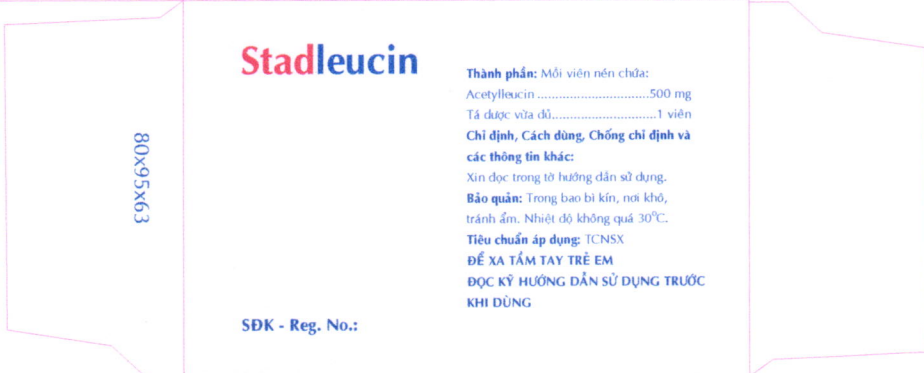 Stadleucin
Thành phần: Mỗi viên nén chứa:
Acetylleucin ...............................500 mg
Tá dược vừa đủ.............................1 viên
Chỉ định, Cách dùng, Chống chỉ định và
các thông tin khác:
Xin đọc trong tờ hướng dẫn sử dụng.
Bảo quản: Trong bao bì kín, nơi khô,
tránh ẩm. Nhiệt độ không quá 30°C.
Tiêu chuẩn áp dụng: TCNSX
ĐỂ XA TẦM TAY TRẺ EM
ĐỌC KỸ HƯỚNG DẪN SỬ DỤNG TRƯỚC
KHI DÙNG
SĐK - Reg. No.:
80x95x63